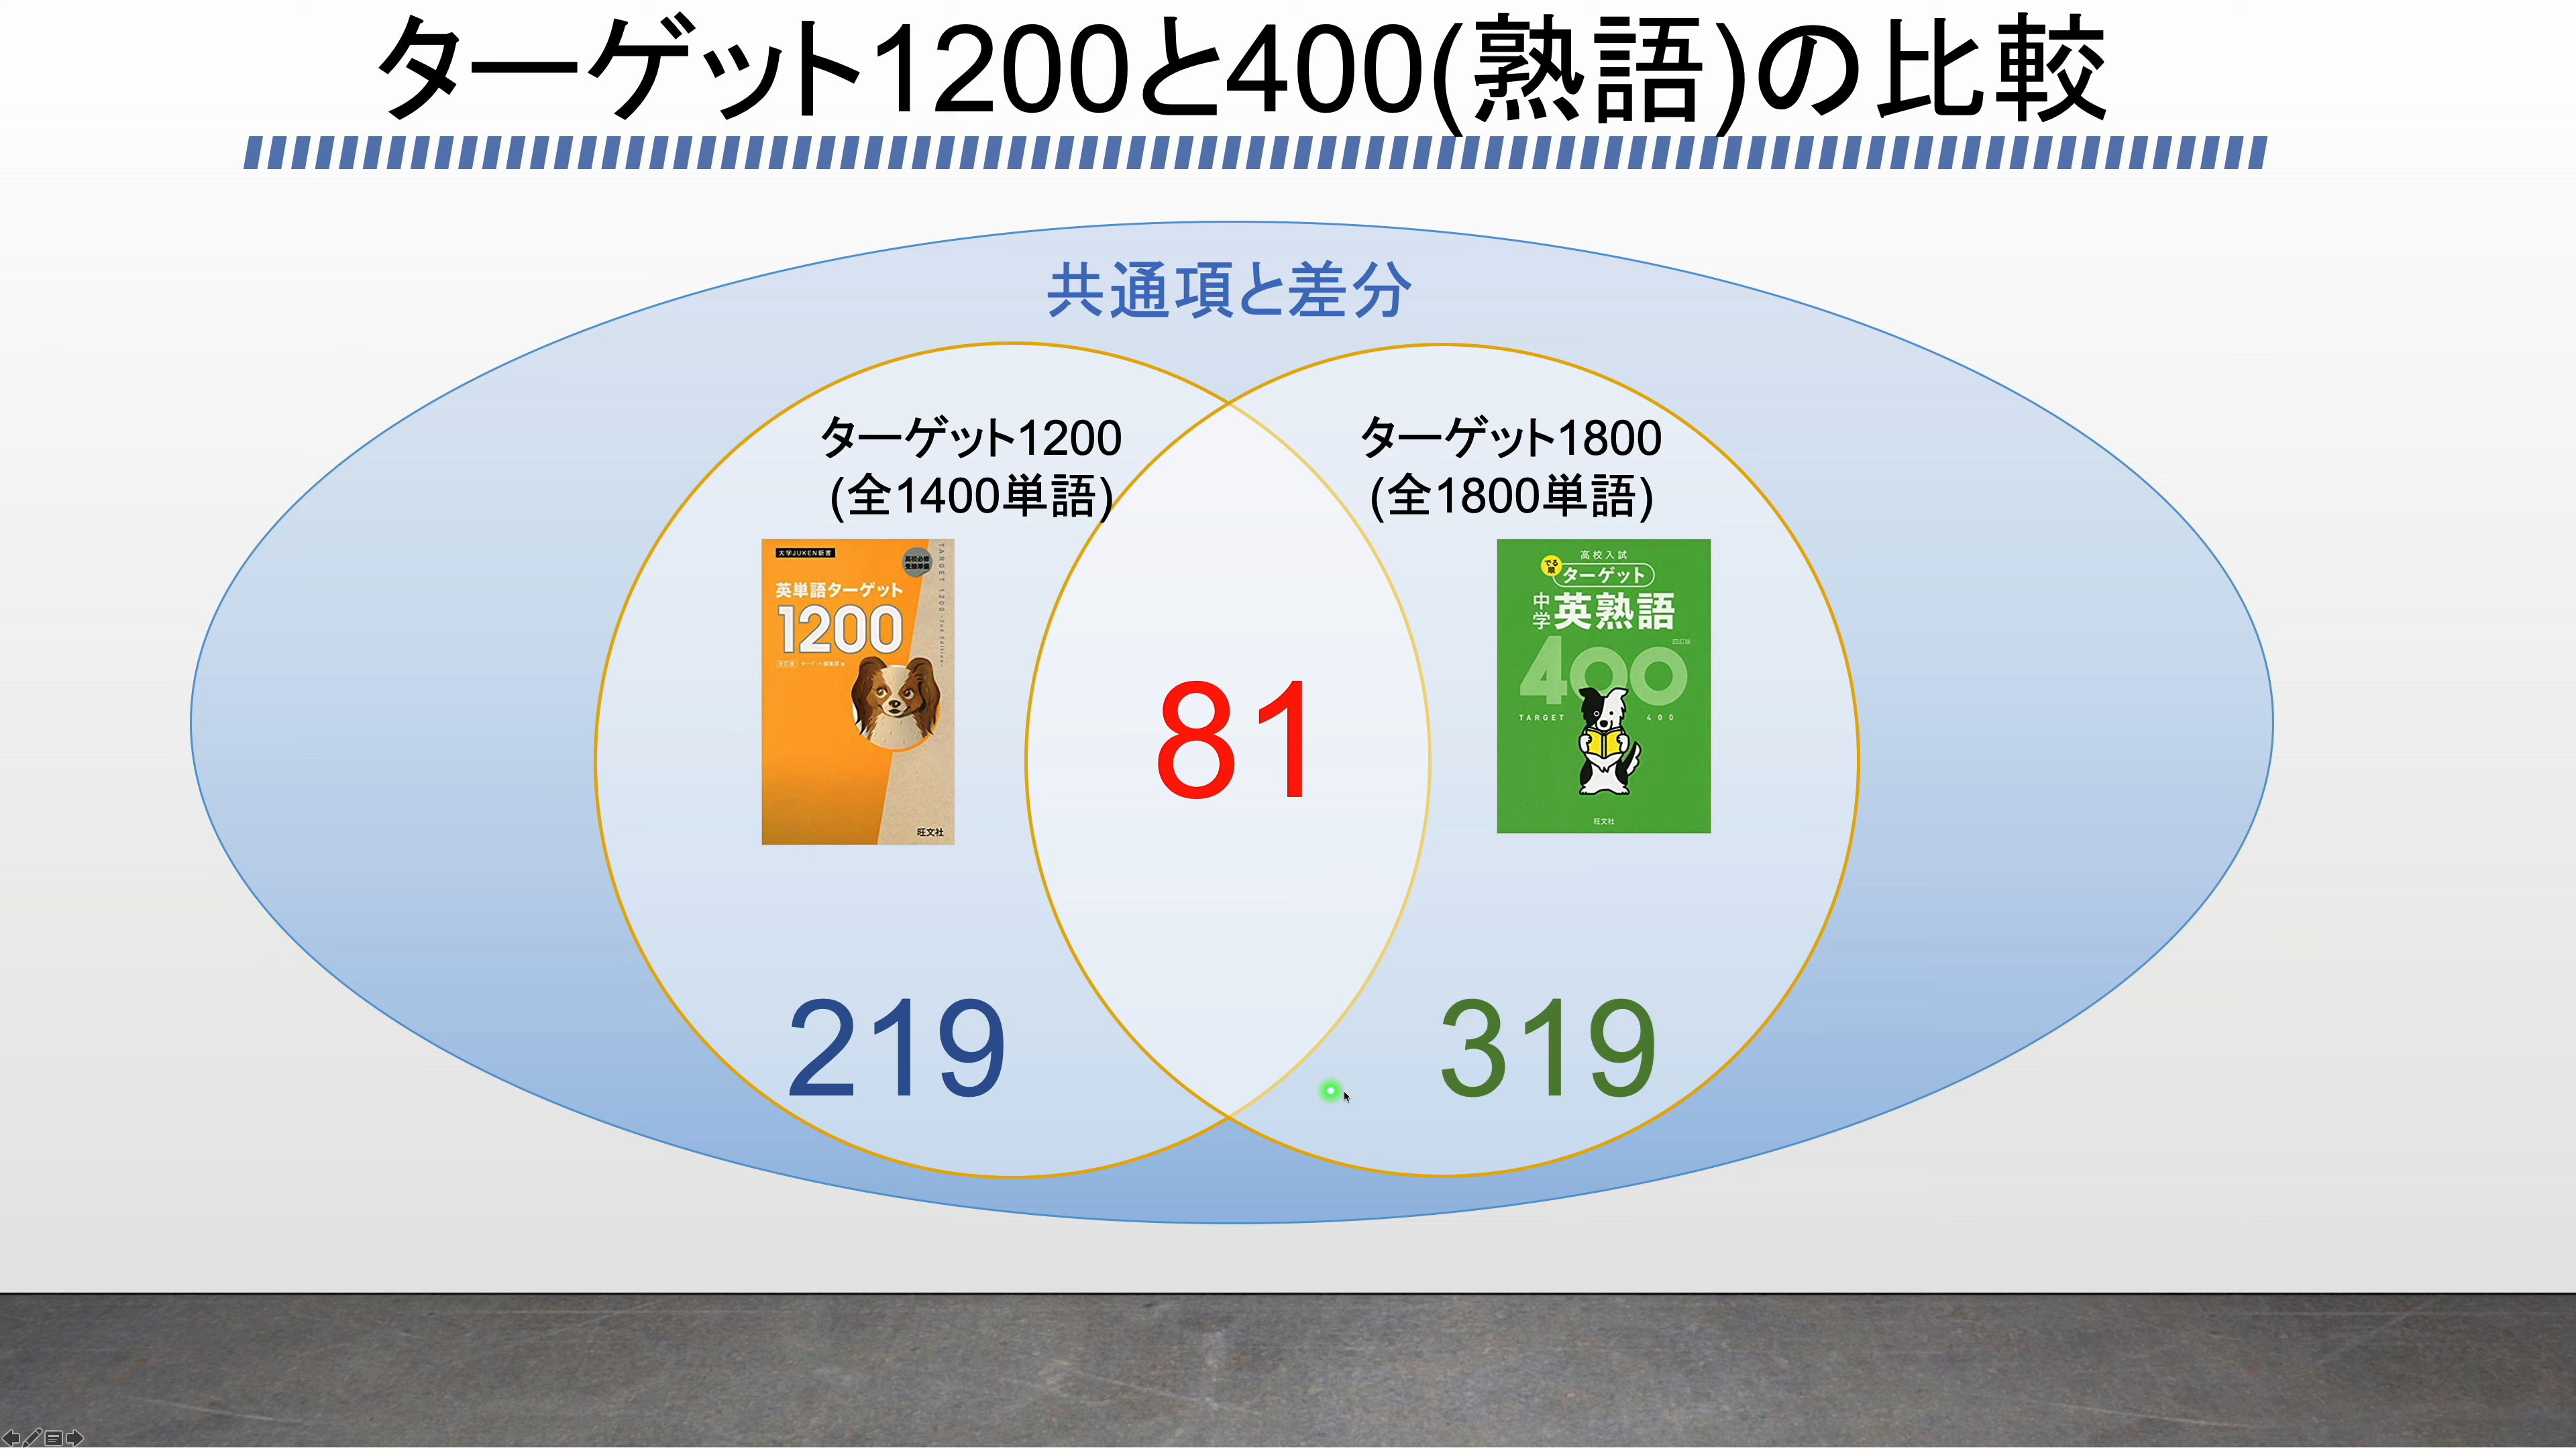 ターゲット1200と400(熟語)の比較
共通項と差分
ターゲット1200
(全1400単語)
ターゲット1800
(全1800単語)
大学JUKEN新書
高校必修
受験準備
英単語ターゲット
1200
改訂版 ターゲット編集部 編
TARGET 1200
旺文社
81
高校入試
でる順
ターゲット
中学
英熟語
四訂版
400
TARGET 400
旺文社
219
319